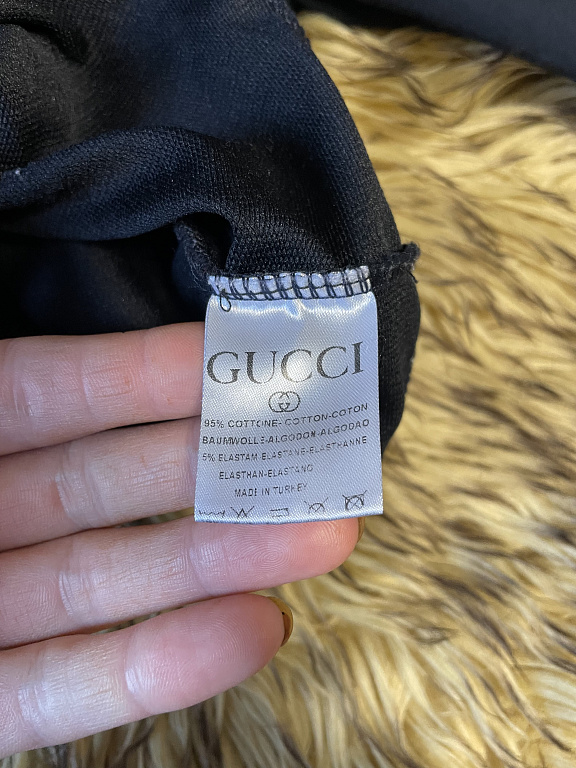 GUCCI
95% COTTONE-COTTON-COTON
BAUMWOLLE-ALGODON-ALGODAO
5% ELASTAM ELASTANE-ELASTHANNE
ELASTHAN-ELASTANO
MADE IN TURKEY